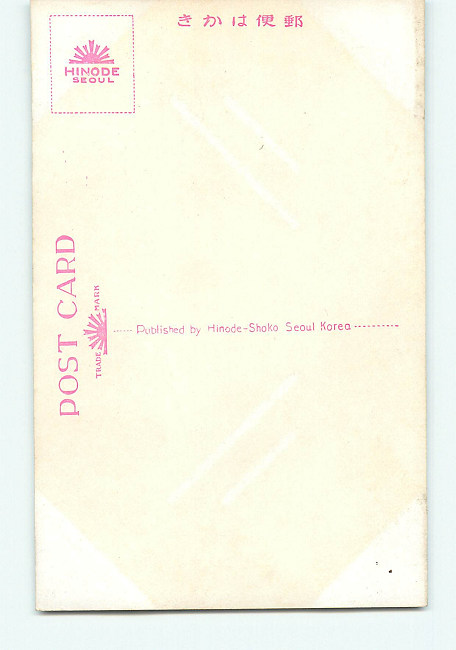 郵便はかき
HINODE
SEOUL
POST CARD
TRADE MARK
Published by Hinode-Shoko Seoul Korea